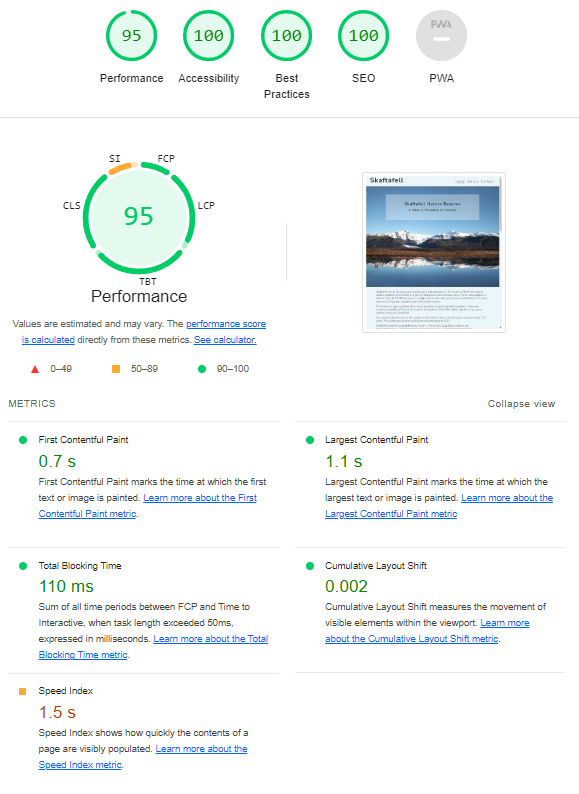 95
100
100
100
PWA
Performance
Accessibility
Best
Practices
SEO
PWA
SI
FCP
CLS
LCP
95
TBT
Performance
Values are estimated and may vary. The performance score
is calculated directly from these metrics. See calculator.
0–49
50–89
90–100
Skaftafell
Skaftafell Nature Reserve
METRICS
Collapse view
First Contentful Paint
0.7 s
First Contentful Paint marks the time at which the first
text or image is painted. Learn more about the First
Contentful Paint metric.
Largest Contentful Paint
1.1 s
Largest Contentful Paint marks the time at which the
largest text or image is painted. Learn more about the
Largest Contentful Paint metric
Total Blocking Time
110 ms
Sum of all time periods between FCP and Time to
Interactive, when task length exceeded 50ms,
expressed in milliseconds. Learn more about the Total
Blocking Time metric.
Cumulative Layout Shift
0.002
Cumulative Layout Shift measures the movement of
visible elements within the viewport. Learn more
about the Cumulative Layout Shift metric.
Speed Index
1.5 s
Speed Index shows how quickly the contents of a
page are visibly populated. Learn more about the
Speed Index metric.